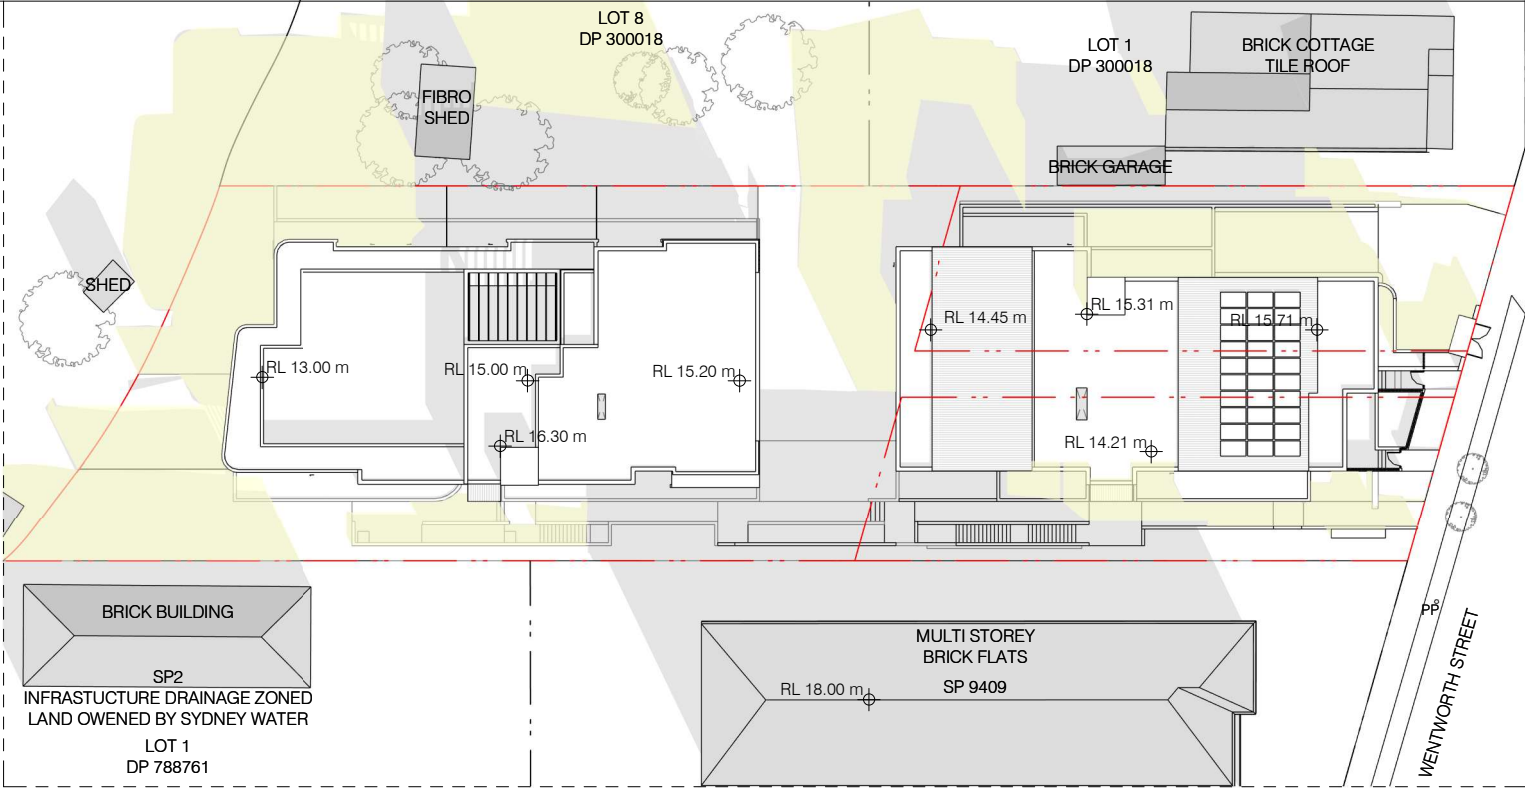 LOT 8
DP 300018
LOT 1
DP 300018
BRICK COTTAGE
TILE ROOF
FIBRO
SHED
BRICK GARAGE
SHED
RL 15.31 m
RL 14.45 m
RL 15.71 m
RL 13.00 m
RL 15.00 m
RL 15.20 m
RL 16.30 m
RL 14.21 m
BRICK BUILDING
SP2
INFRASTUCTURE DRAINAGE ZONED
LAND OWENED BY SYDNEY WATER
LOT 1
DP 788761
MULTI STOREY
BRICK FLATS
SP 9409
RL 18.00 m
PP
WENTWORTH STREET